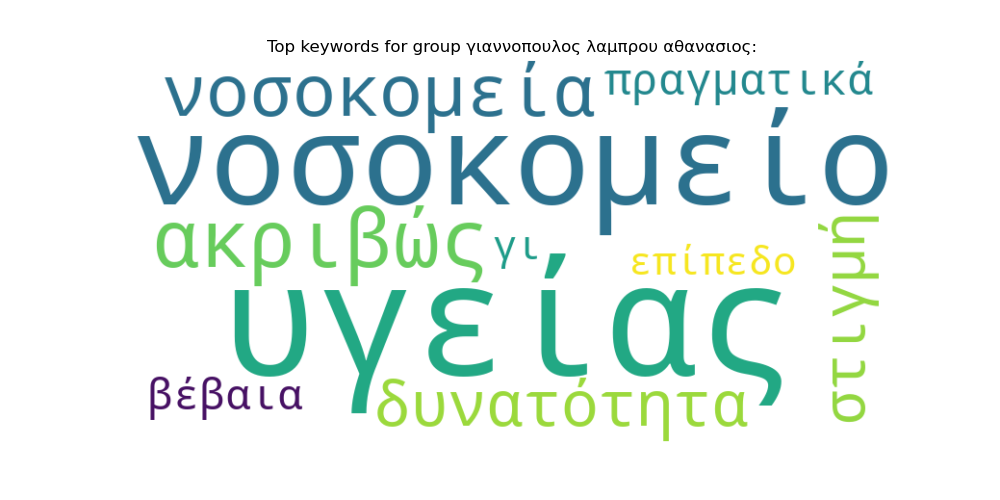 Top keywords for group γιαννοπουλος λαμπρου αθανασιος:
νοσοκομεία
πραγματικά
νοσοκομείο
ακριβώς
γι
επίπεδο
στιγμή
υγείας
βέβαια
δυνατότητα